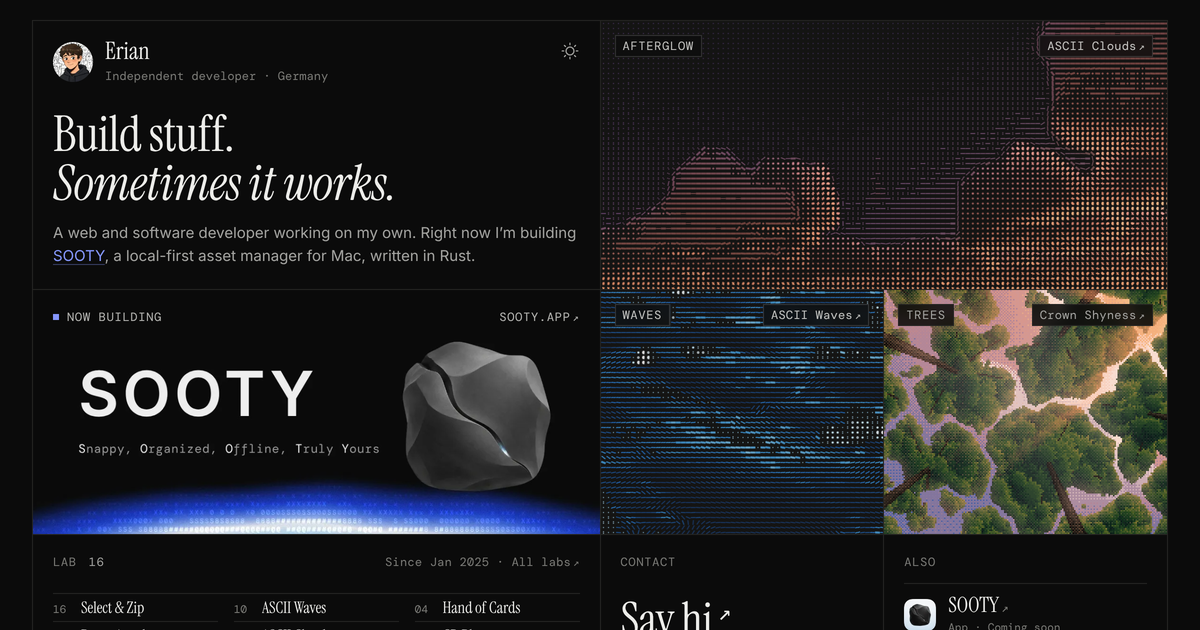 Erian
Independent developer · Germany
Build stuff.
Sometimes it works.
A web and software developer working on my own. Right now I'm building
SOOTY, a local-first asset manager for Mac, written in Rust.
AFTERGLOW
ASCII Clouds↗
NOW BUILDING
SOOTY.APP↗
SOOTY
Snappy, Organized, Offline, Truly Yours
WAVES
ASCII Waves↗
TREES
Crown Shyness↗
LAB 16
Since Jan 2025 · All labs↗
16 Select & Zip
10 ASCII Waves
04 Hand of Cards
CONTACT
Say hi↗
ALSO
SOOTY↗
App · Coming soon